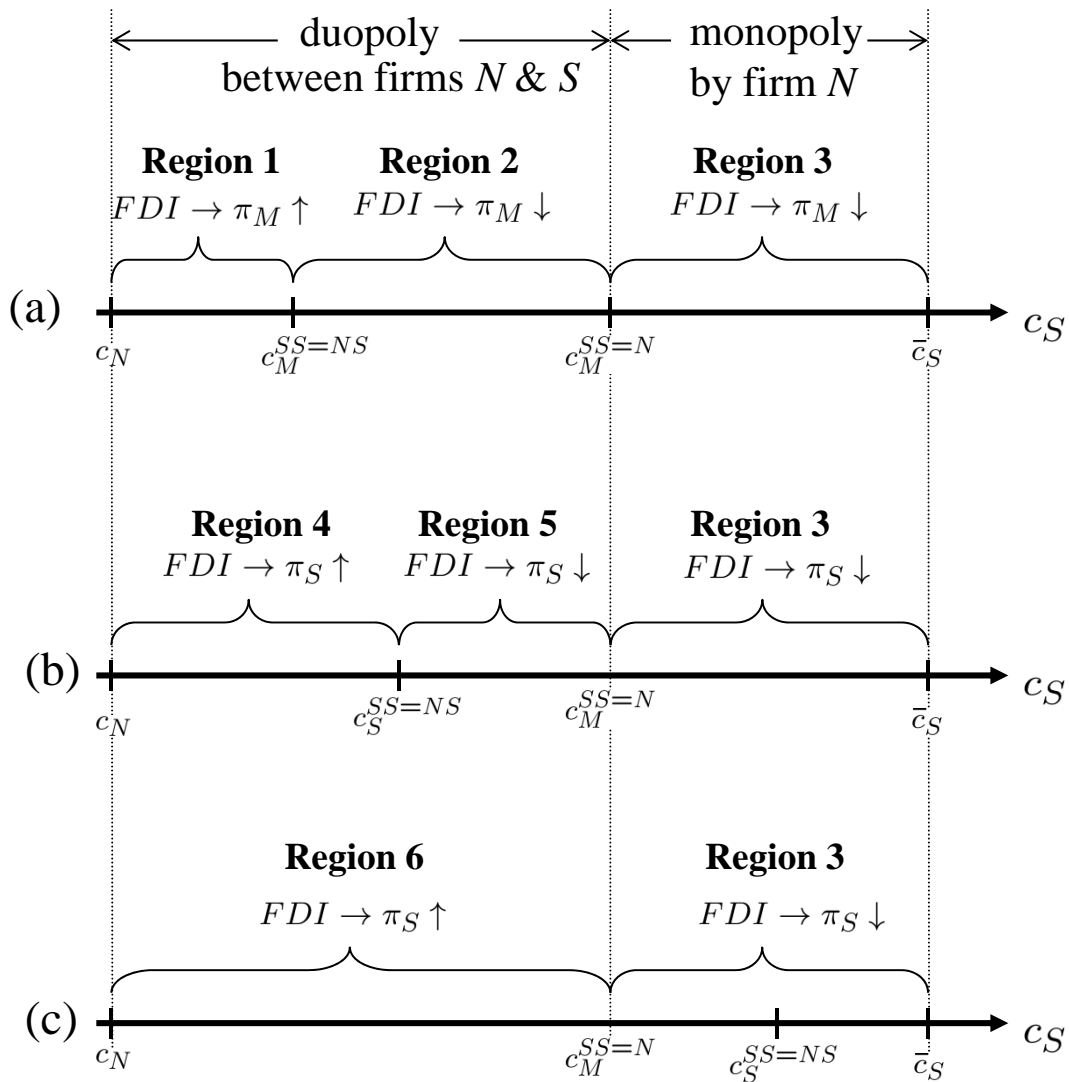 duopoly monopoly
between firms N & S by firm N
Region 1 Region 2 Region 3
FDI → π_M ↑ FDI → π_M ↓ FDI → π_M ↓
(a) c_S
c_N c_M^{SS=NS} c_M^{SS=N} \bar{c}_S
Region 4 Region 5 Region 3
FDI → π_S ↑ FDI → π_S ↓ FDI → π_S ↓
(b) c_S
c_N c_S^{SS=NS} c_M^{SS=N} \bar{c}_S
Region 6 Region 3
FDI → π_S ↑ FDI → π_S ↓
(c) c_S
c_N c_M^{SS=N} c_S^{SS=NS} \bar{c}_S